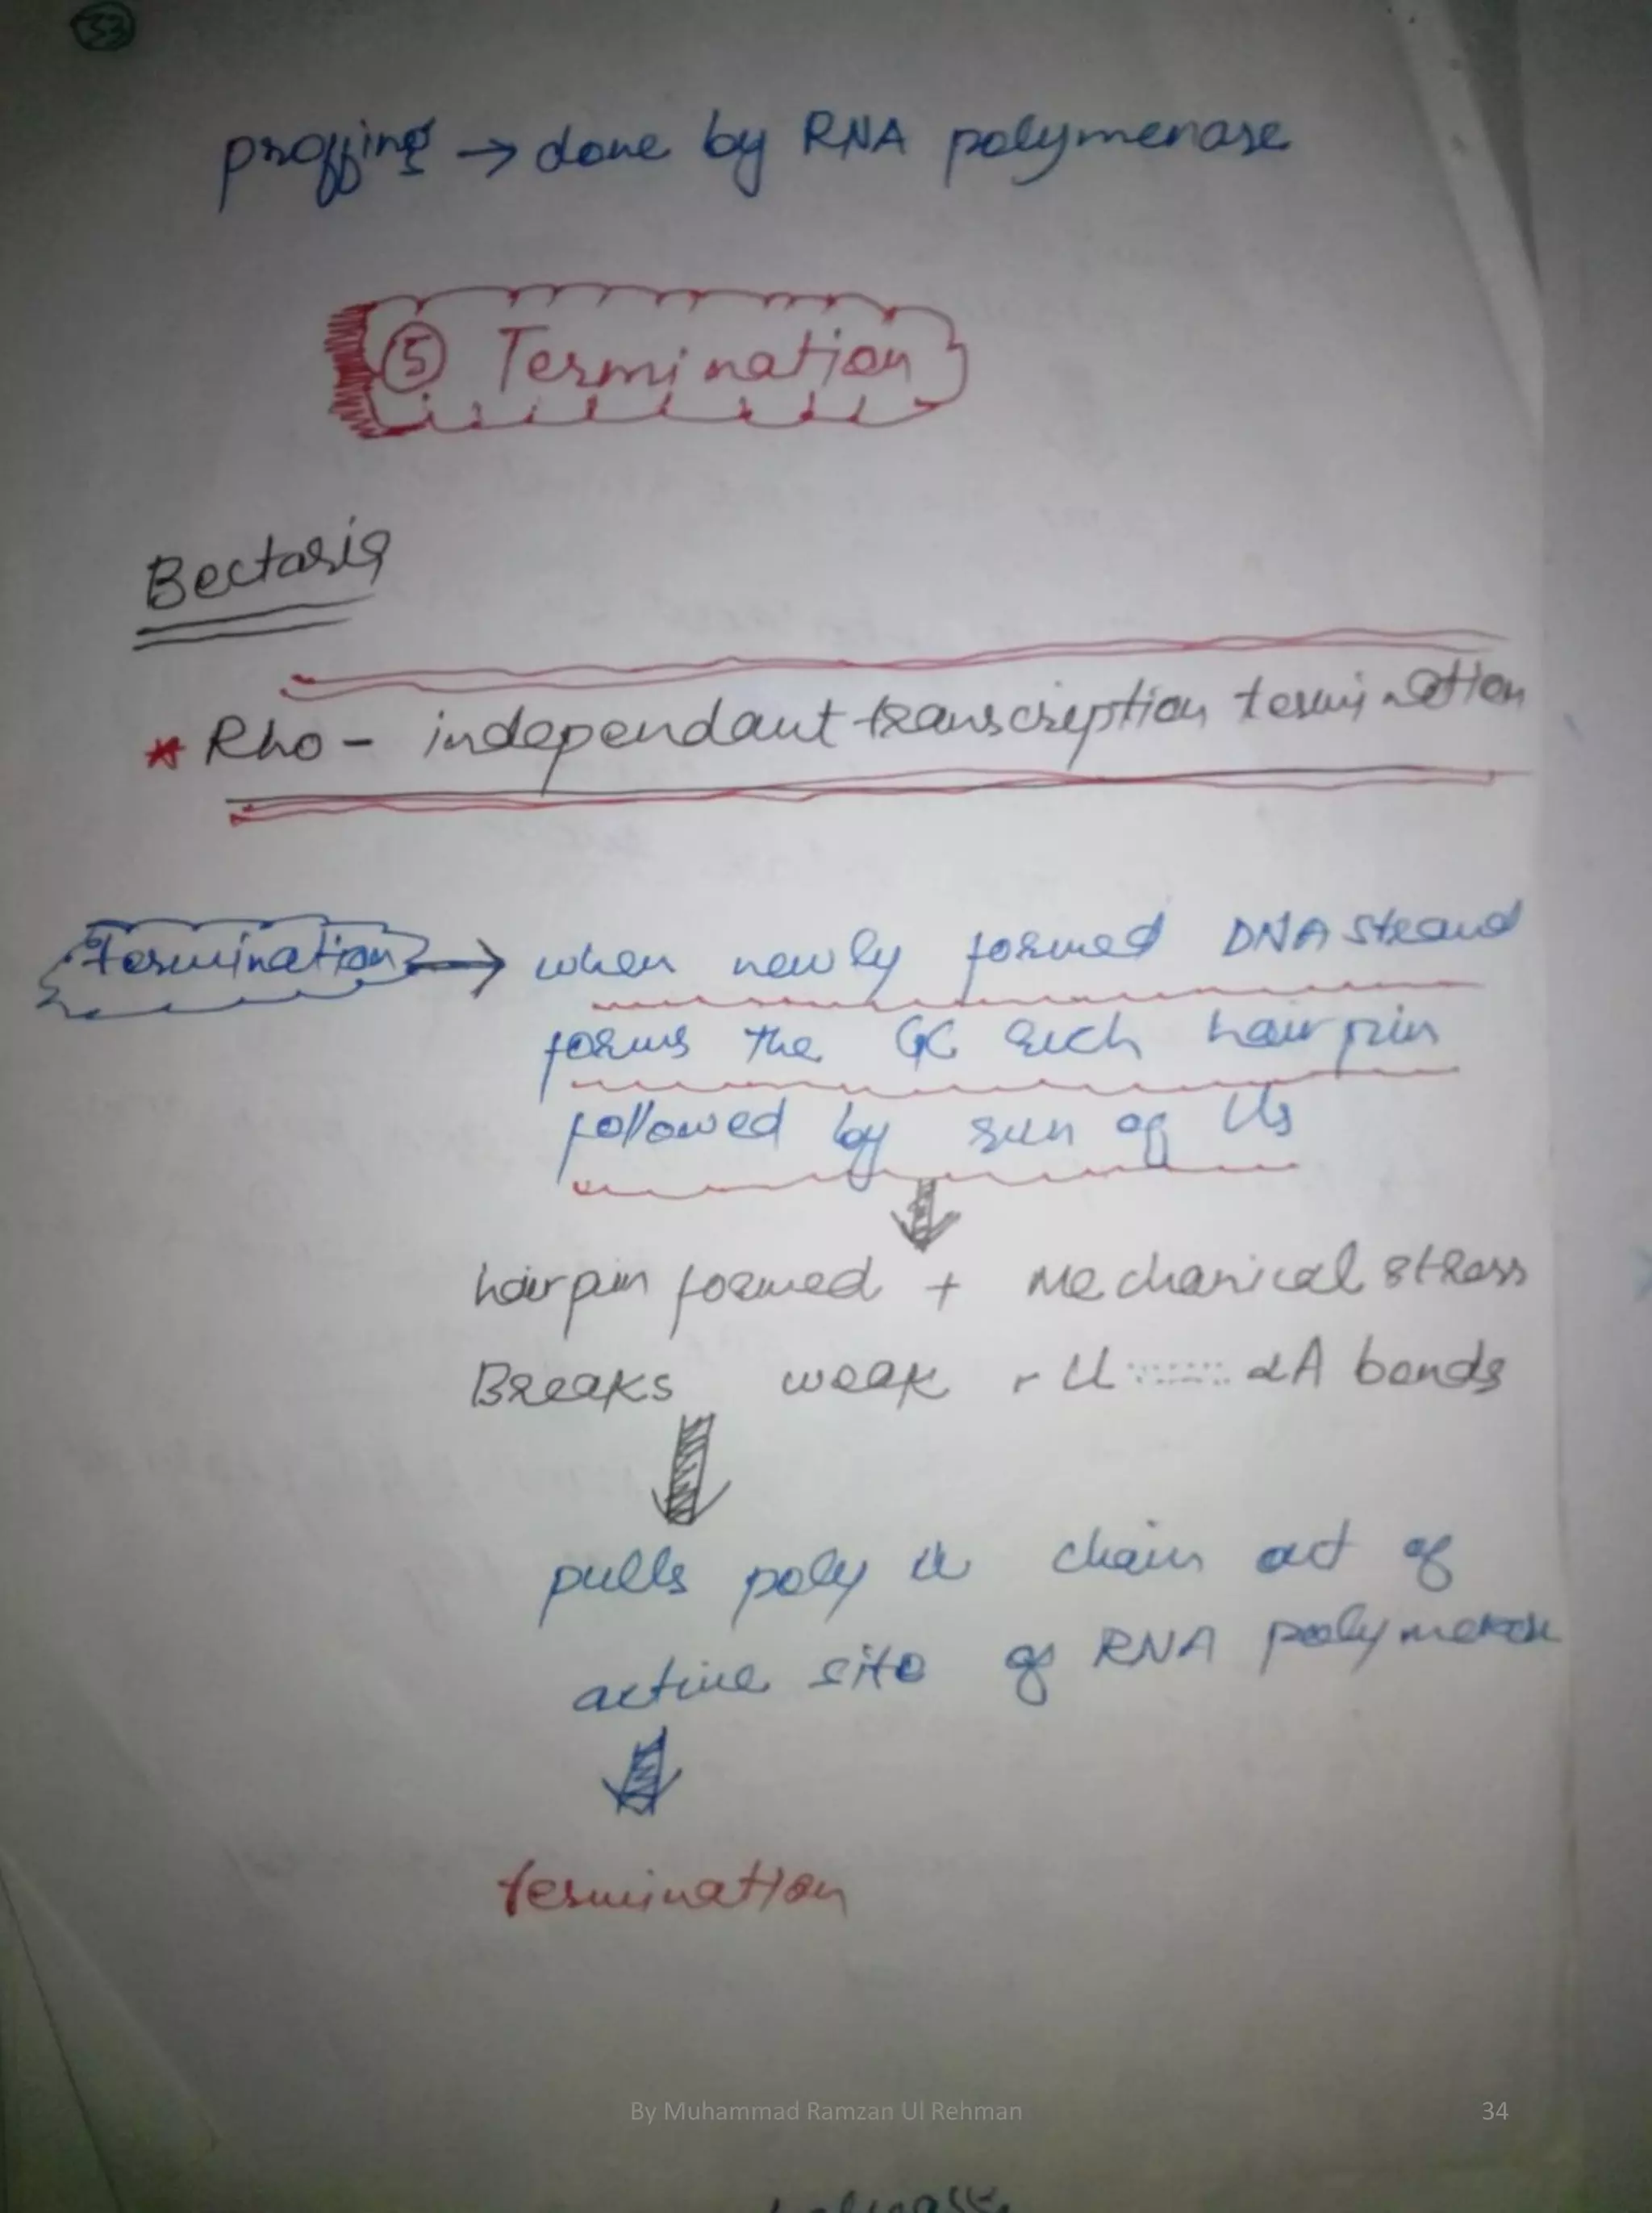 33
proffing → done by RNA polymerase
⑤ Termination
Bectaria
* Rho - independant transcription termination
Termination → when newly formed DNA strand
forms the GC rich hairpin
followed by run of Us
hairpin formed + Mechanical stress
Breaks weak rU ...... dA bonds
pulls poly U chain out of
active site of RNA polymerase
termination
By Muhammad Ramzan Ul Rehman 34